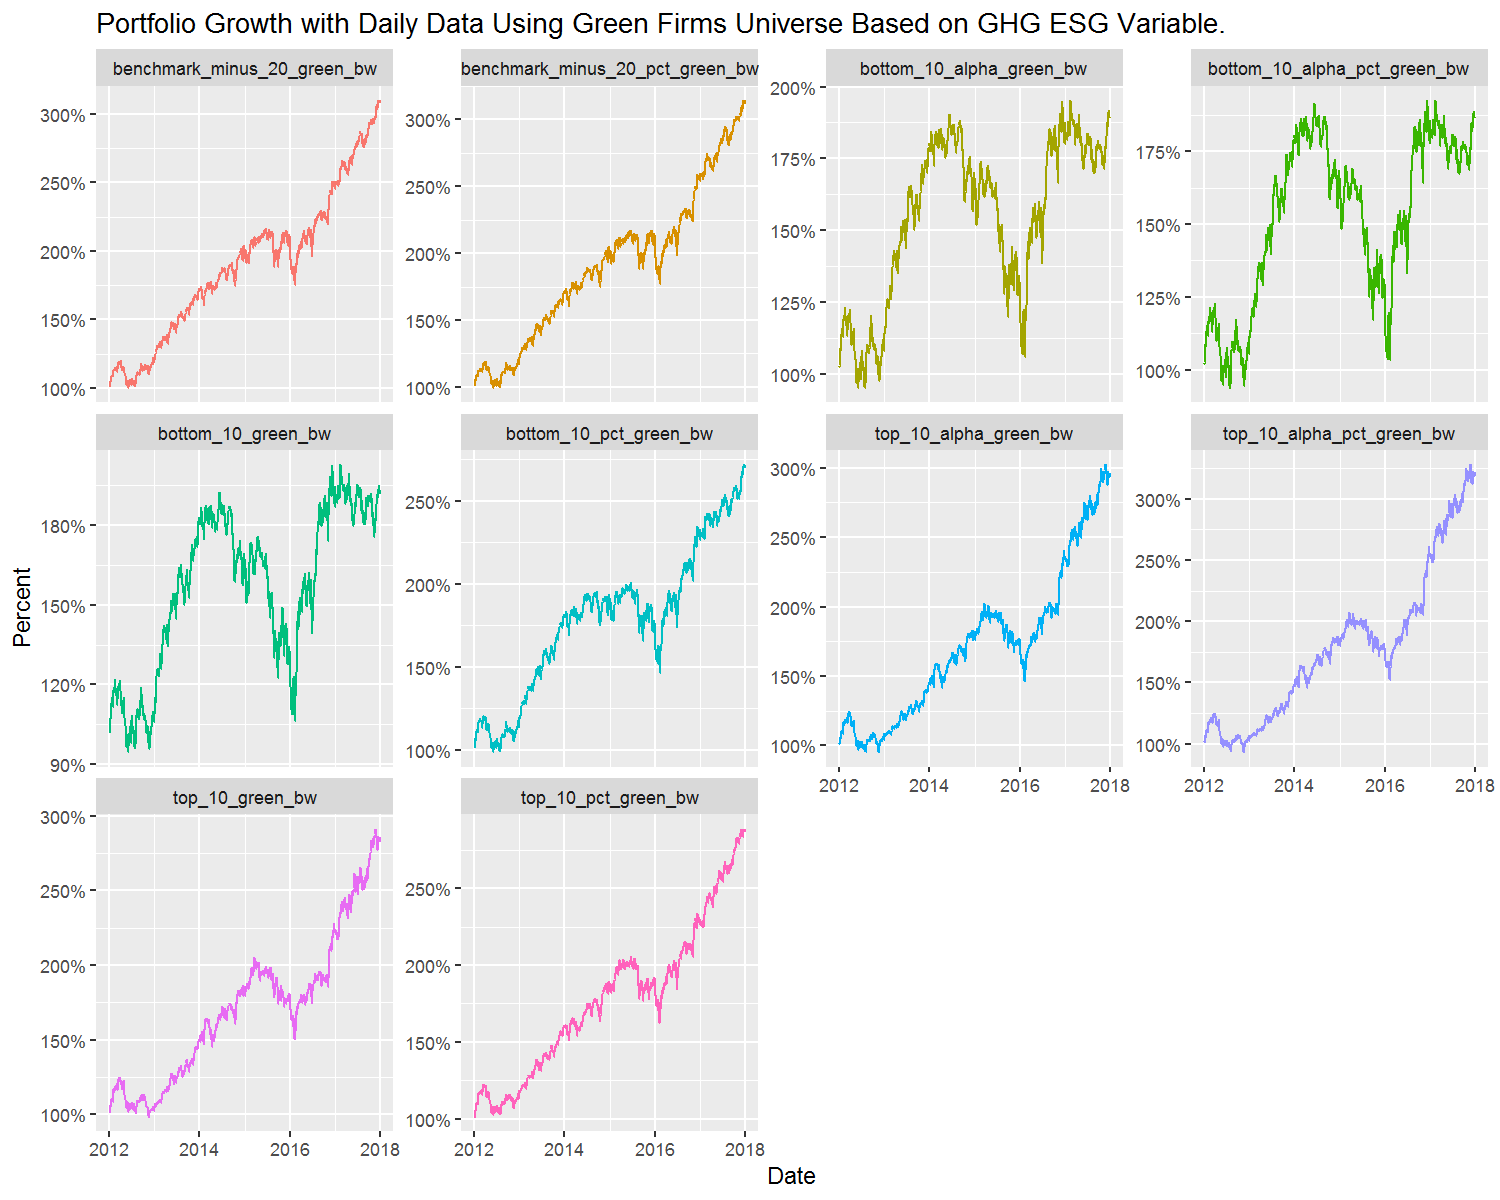 Portfolio Growth with Daily Data Using Green Firms Universe Based on GHG ESG Variable.
benchmark_minus_20_green_bw
300%
250%
200%
150%
100%
benchmark_minus_20_pct_green_bw
300%
250%
200%
150%
100%
bottom_10_alpha_green_bw
200%
175%
150%
125%
100%
bottom_10_alpha_pct_green_bw
175%
150%
125%
100%
bottom_10_green_bw
180%
150%
120%
90%
bottom_10_pct_green_bw
250%
200%
150%
100%
top_10_alpha_green_bw
300%
250%
200%
150%
100%
2012 2014 2016 2018
top_10_alpha_pct_green_bw
300%
250%
200%
150%
100%
2012 2014 2016 2018
top_10_green_bw
300%
250%
200%
150%
100%
2012 2014 2016 2018
top_10_pct_green_bw
250%
200%
150%
100%
2012 2014 2016 2018
Percent
Date